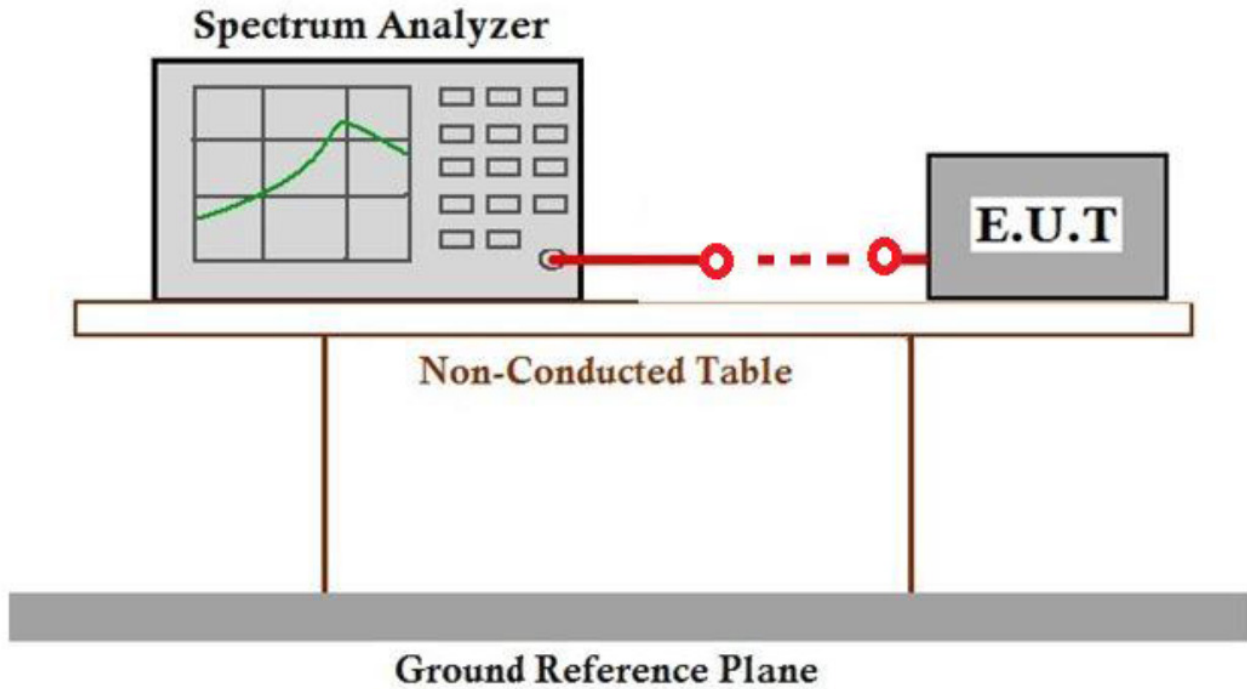 Spectrum Analyzer
E.U.T
Non-Conducted Table
Ground Reference Plane